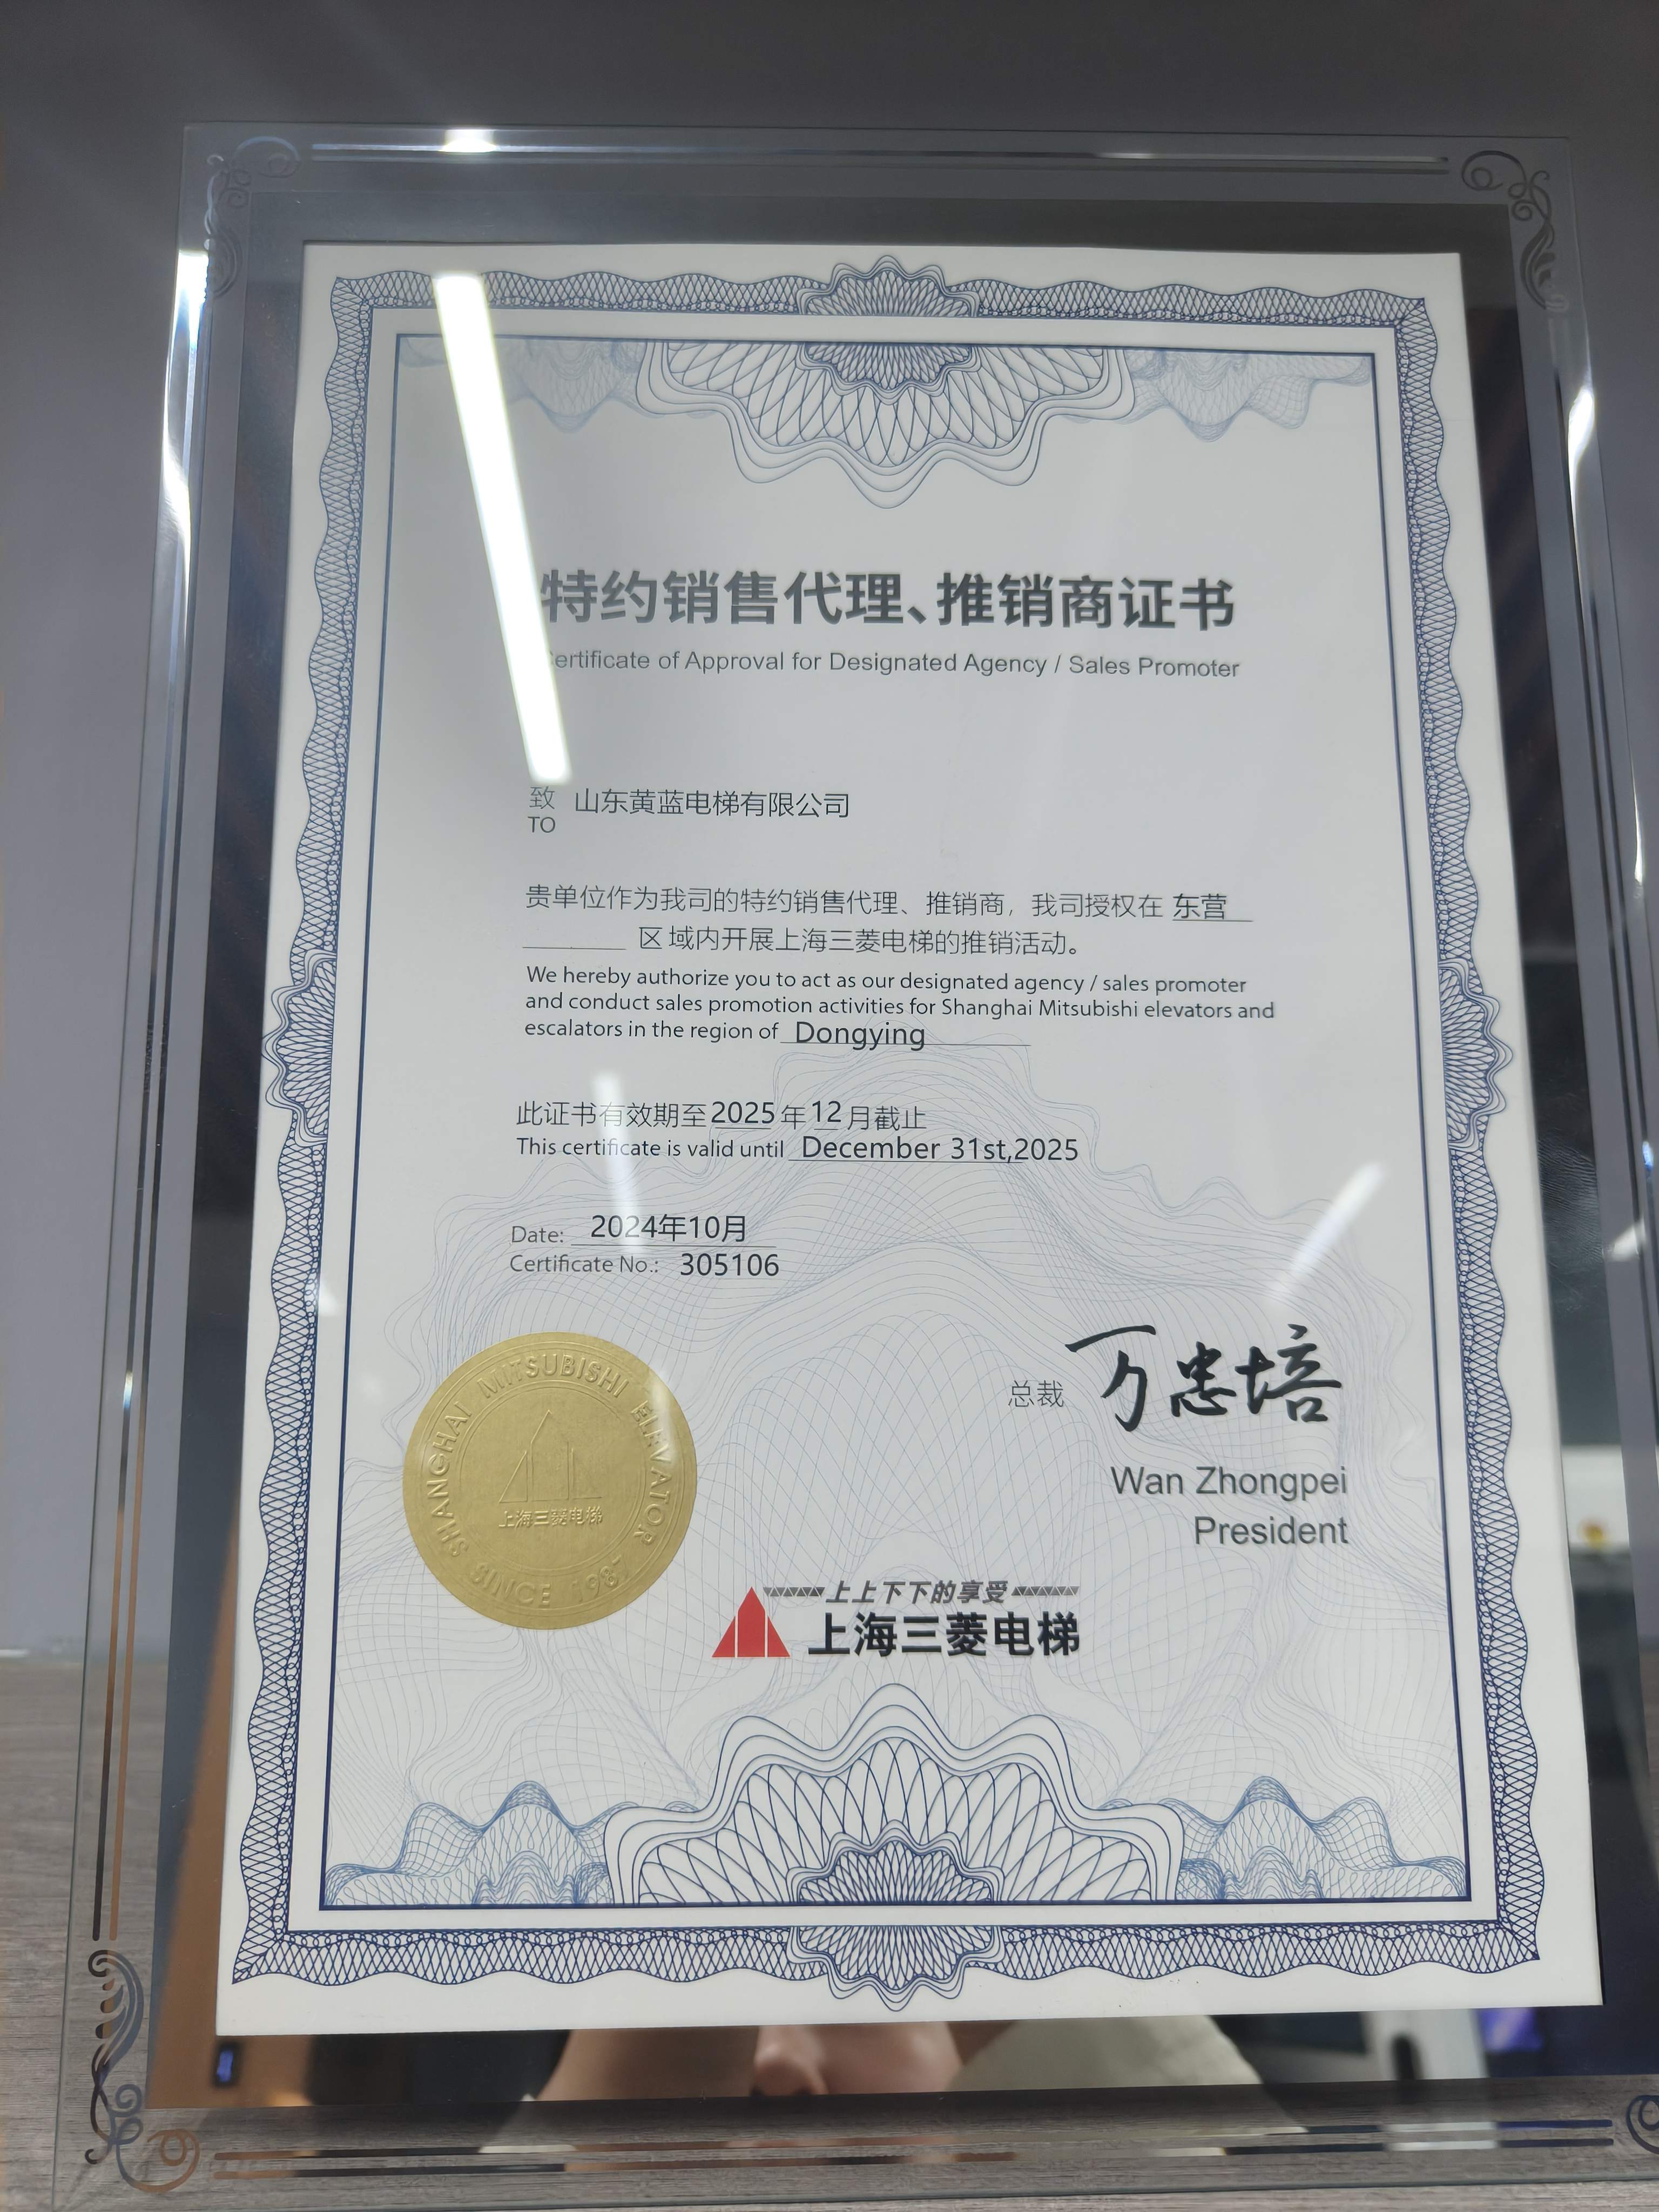 特约销售代理、推销商证书
Certificate of Approval for Designated Agency / Sales Promoter
致 山东黄蓝电梯有限公司
TO
贵单位作为我司的特约销售代理、推销商，我司授权在 东营
区域内开展上海三菱电梯的推销活动。
We hereby authorize you to act as our designated agency / sales promoter
and conduct sales promotion activities for Shanghai Mitsubishi elevators and
escalators in the region of Dongying
此证书有效期至2025年12月截止
This certificate is valid until December 31st,2025
Date: 2024年10月
Certificate No.: 305106
总裁 万忠培
Wan Zhongpei
President
SHANGHAI MITSUBISHI ELEVATOR
上海三菱电梯
SINCE 1987
上上下下的享受
上海三菱电梯